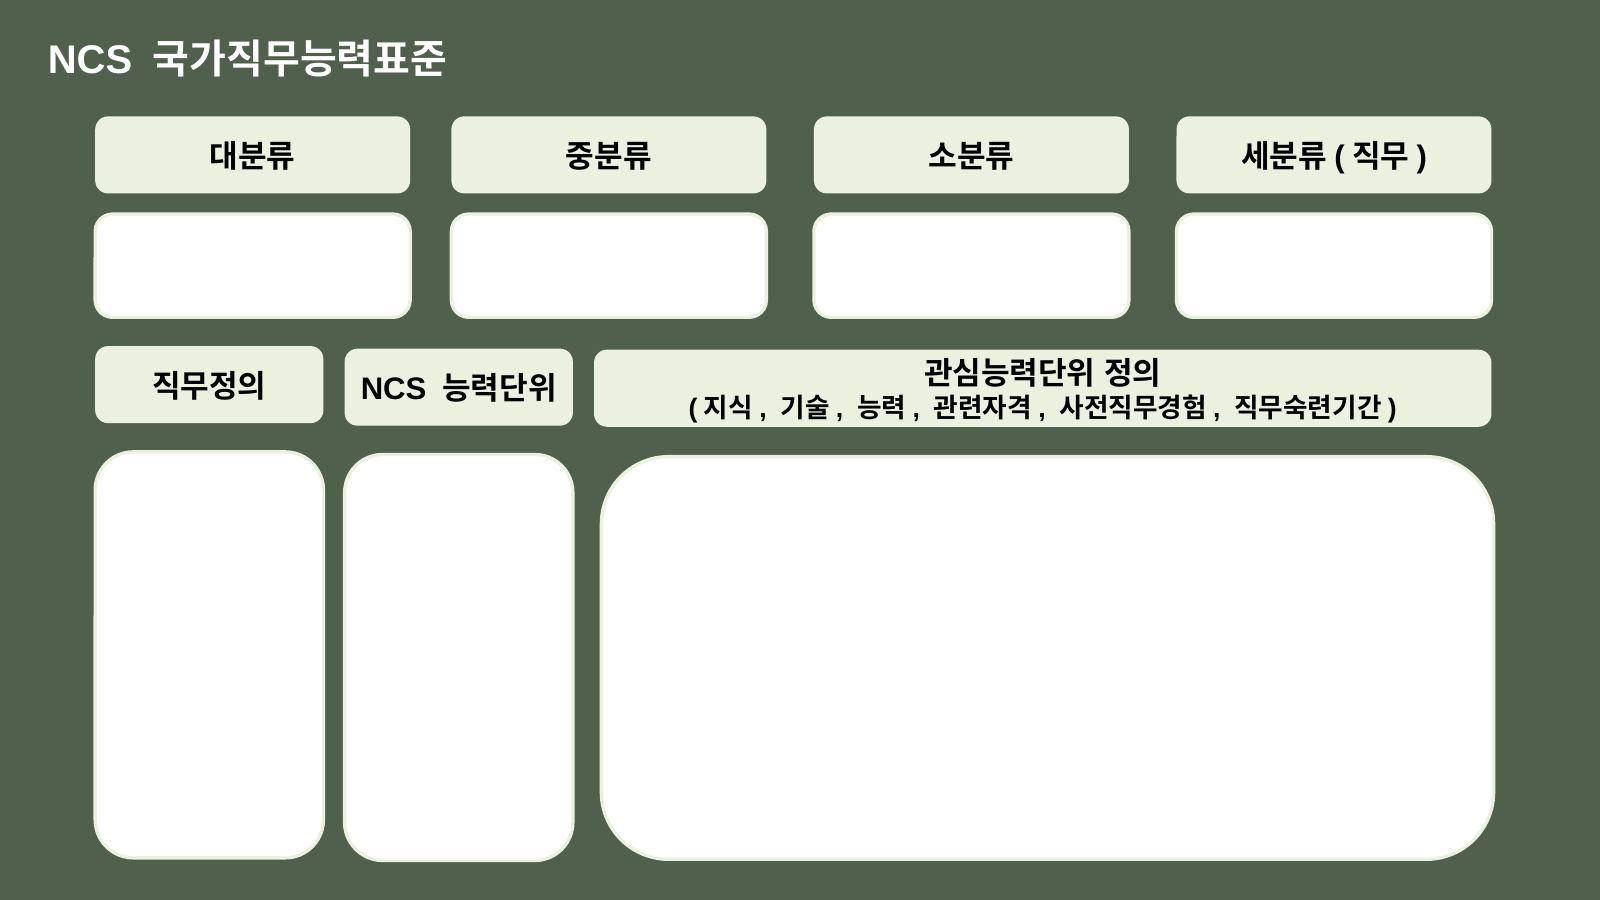 NCS 국가직무능력표준
대분류
중분류
소분류
세분류 ( 직무 )
직무정의
NCS 능력단위
관심능력단위 정의
( 지식 , 기술 , 능력 , 관련자격 , 사전직무경험 , 직무숙련기간 )